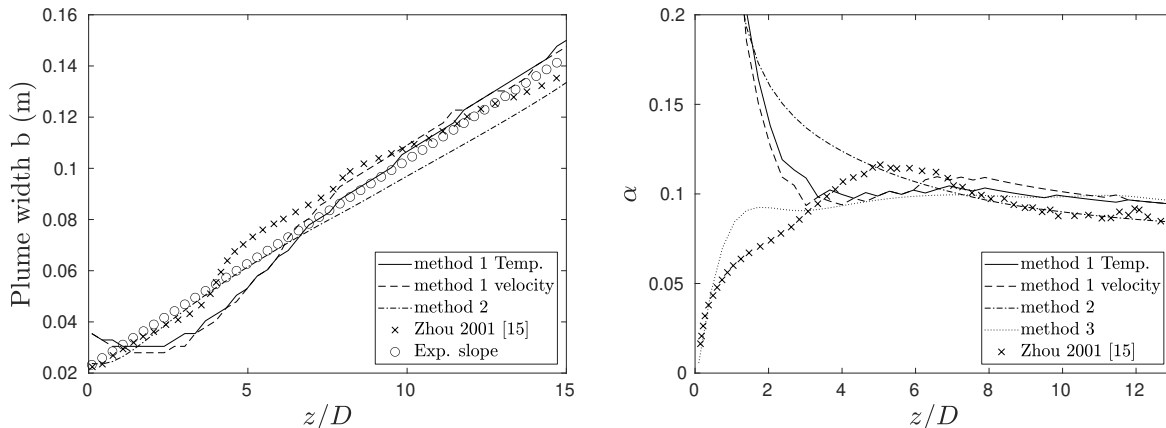 0.16
0.14
0.12
0.1
0.08
0.06
0.04
0.02
Plume width b (m)
0
5
10
15
z/D
method 1 Temp.
method 1 velocity
method 2
Zhou 2001 [15]
Exp. slope
0.2
0.15
0.1
0.05
0
α
0
2
4
6
8
10
12
z/D
method 1 Temp.
method 1 velocity
method 2
method 3
Zhou 2001 [15]